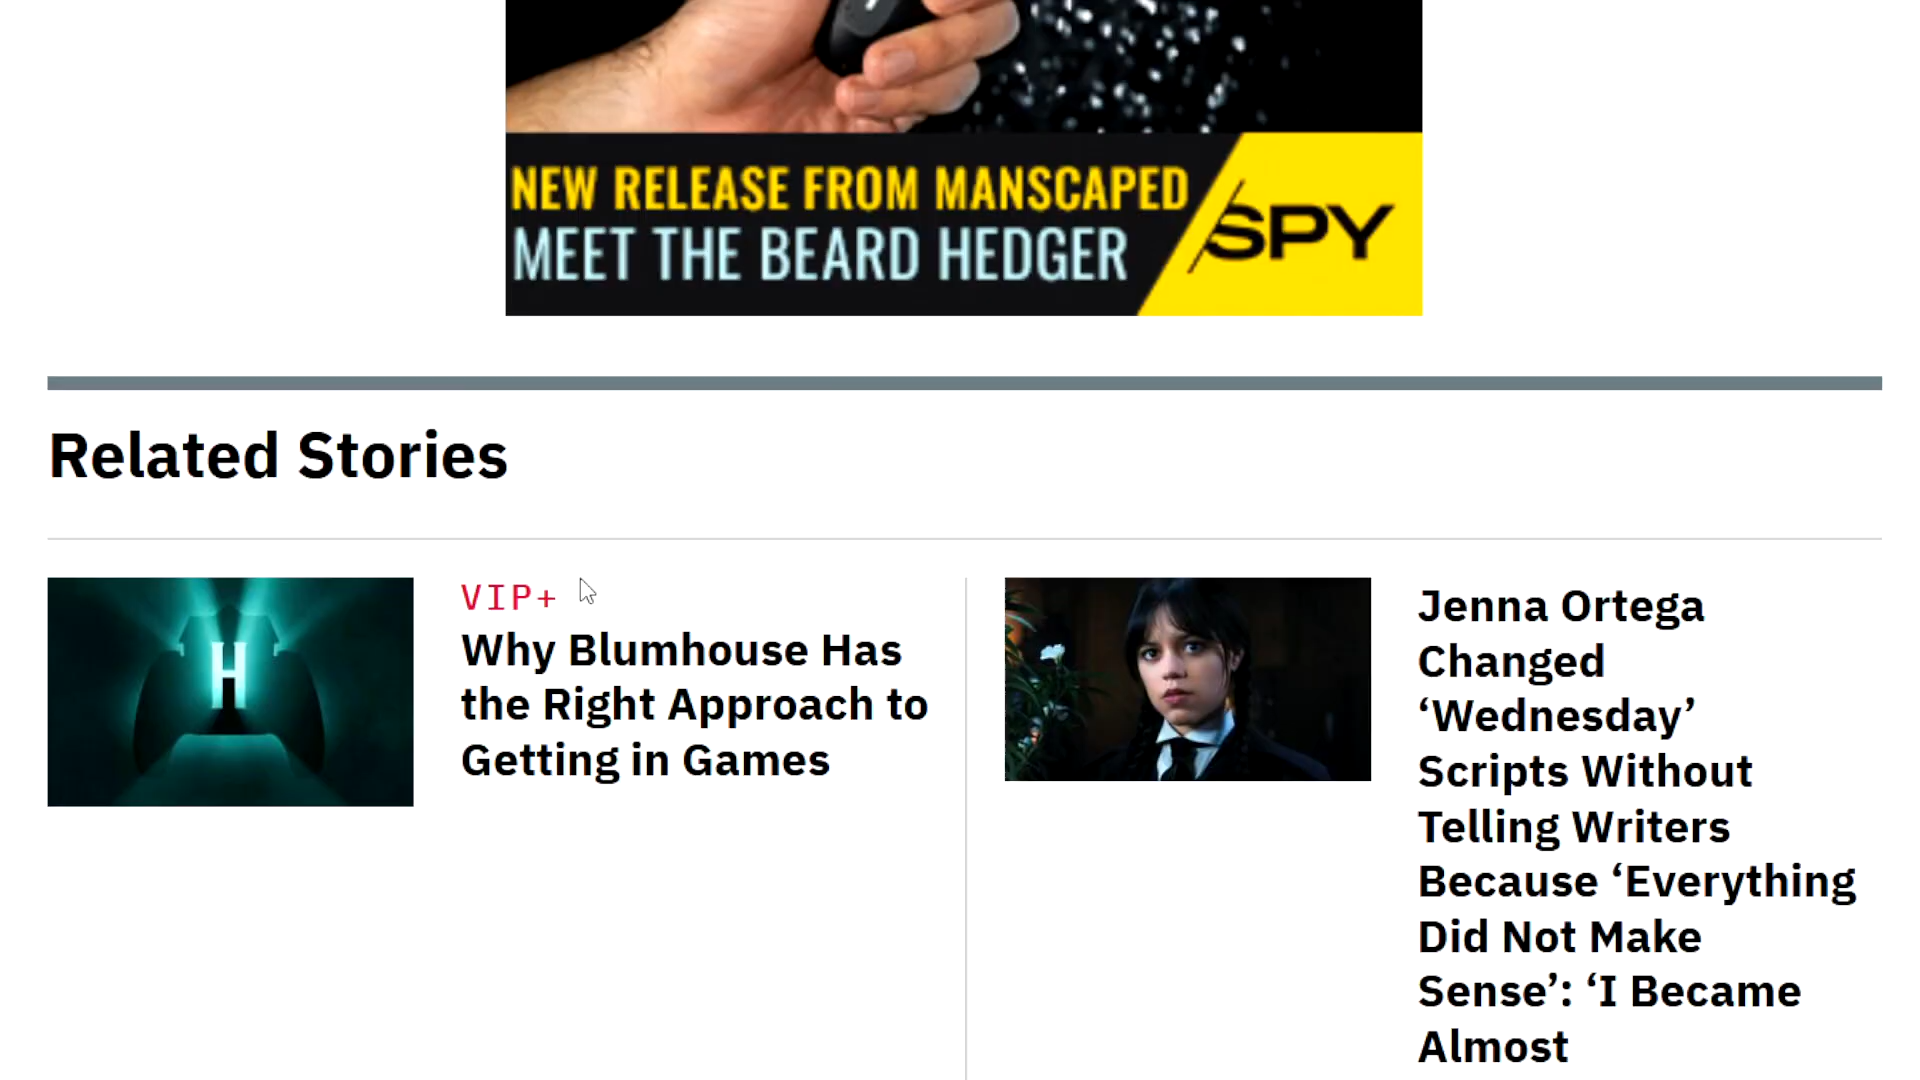 NEW RELEASE FROM MANSCAPED
MEET THE BEARD HEDGER
SPY
Related Stories
H
VIP+
Why Blumhouse Has
the Right Approach to
Getting in Games
Jenna Ortega
Changed
‘Wednesday’
Scripts Without
Telling Writers
Because ‘Everything
Did Not Make
Sense’: ‘I Became
Almost